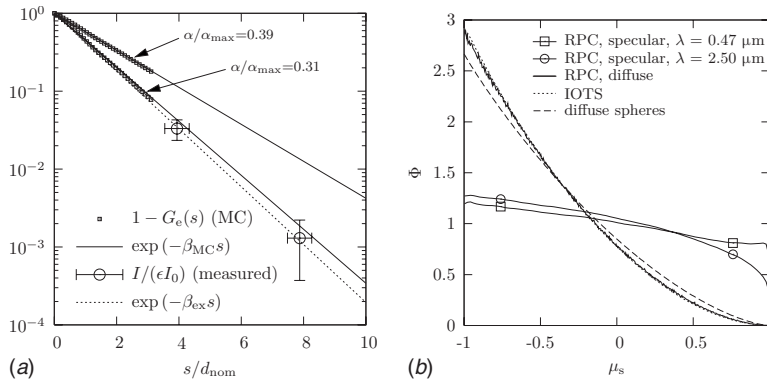 10^0
10^−1
10^−2
10^−3
10^−4
α/α_max=0.39
α/α_max=0.31
1 − G_e(s) (MC)
exp (−β_MC s)
I/(ϵI_0) (measured)
exp (−β_ex s)
0 2 4 6 8 10
s/d_nom
(a)
3
2.5
2
1.5
1
0.5
0
Φ
RPC, specular, λ = 0.47 μm
RPC, specular, λ = 2.50 μm
RPC, diffuse
IOTS
diffuse spheres
-1 -0.5 0 0.5
μ_s
(b)